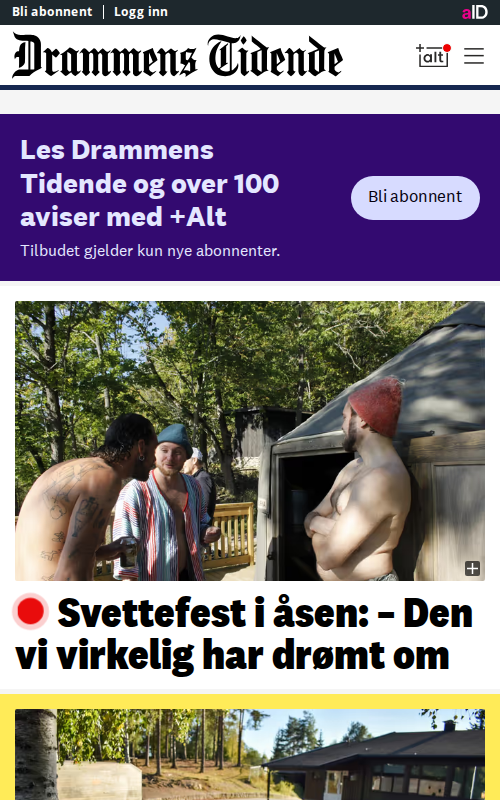 Bli abonnent
Logg inn
aID
Drammens Tidende
+alt
Les Drammens
Tidende og over 100
aviser med +Alt
Bli abonnent
Tilbudet gjelder kun nye abonnenter.
Svettefest i åsen: – Den
vi virkelig har drømt om